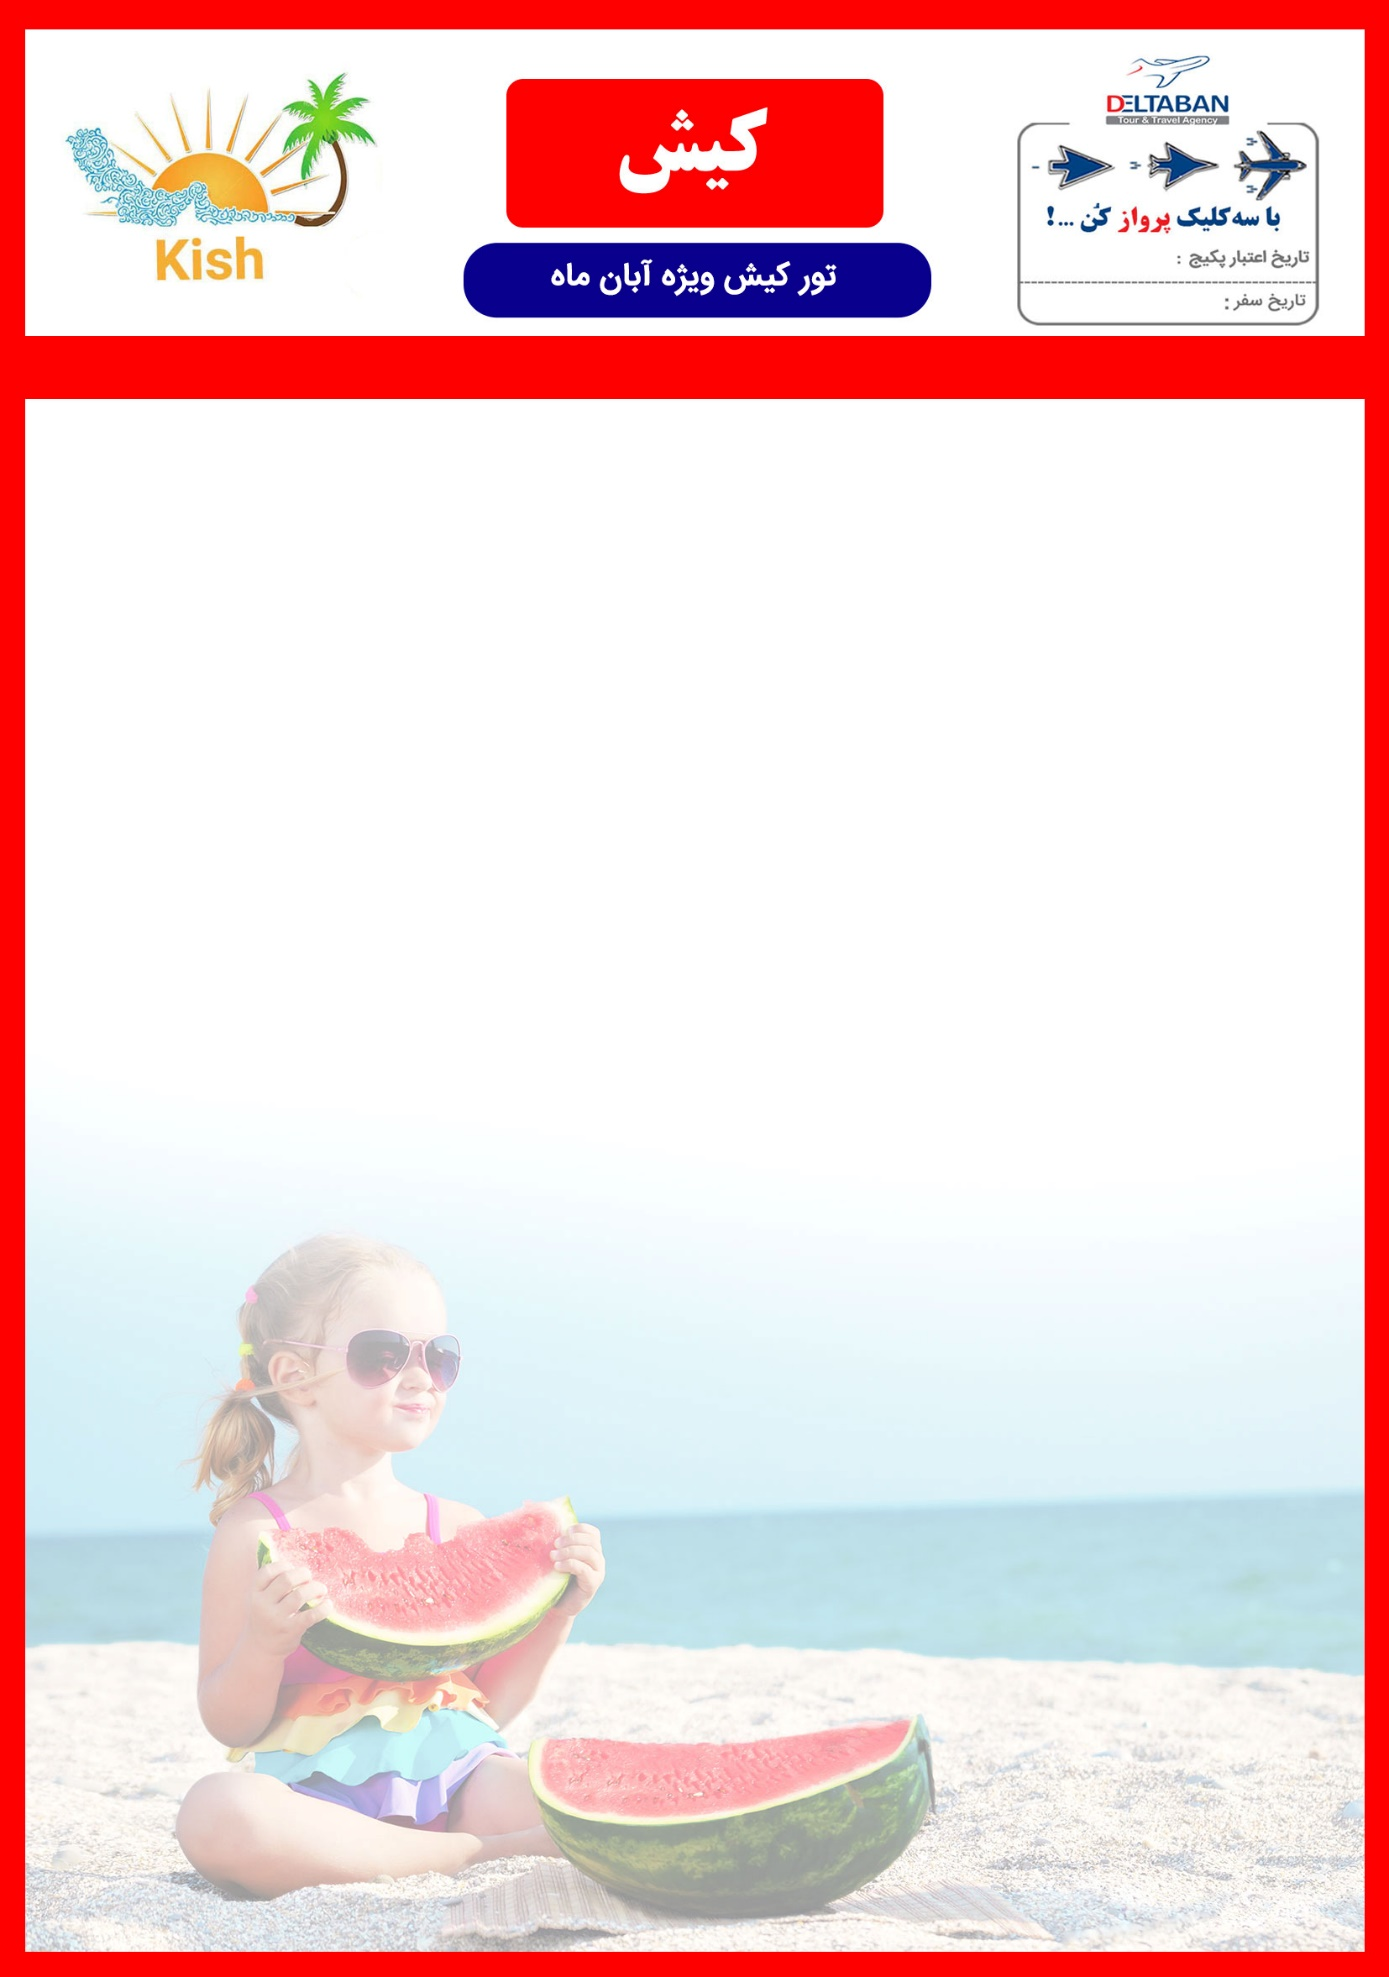 Kish
کیش
تور کیش ویژه آبان ماه
DELTABAN
Tour & Travel Agency
با سه کلیک پرواز کُن ...!
تاریخ اعتبار پکیج :
تاریخ سفر :